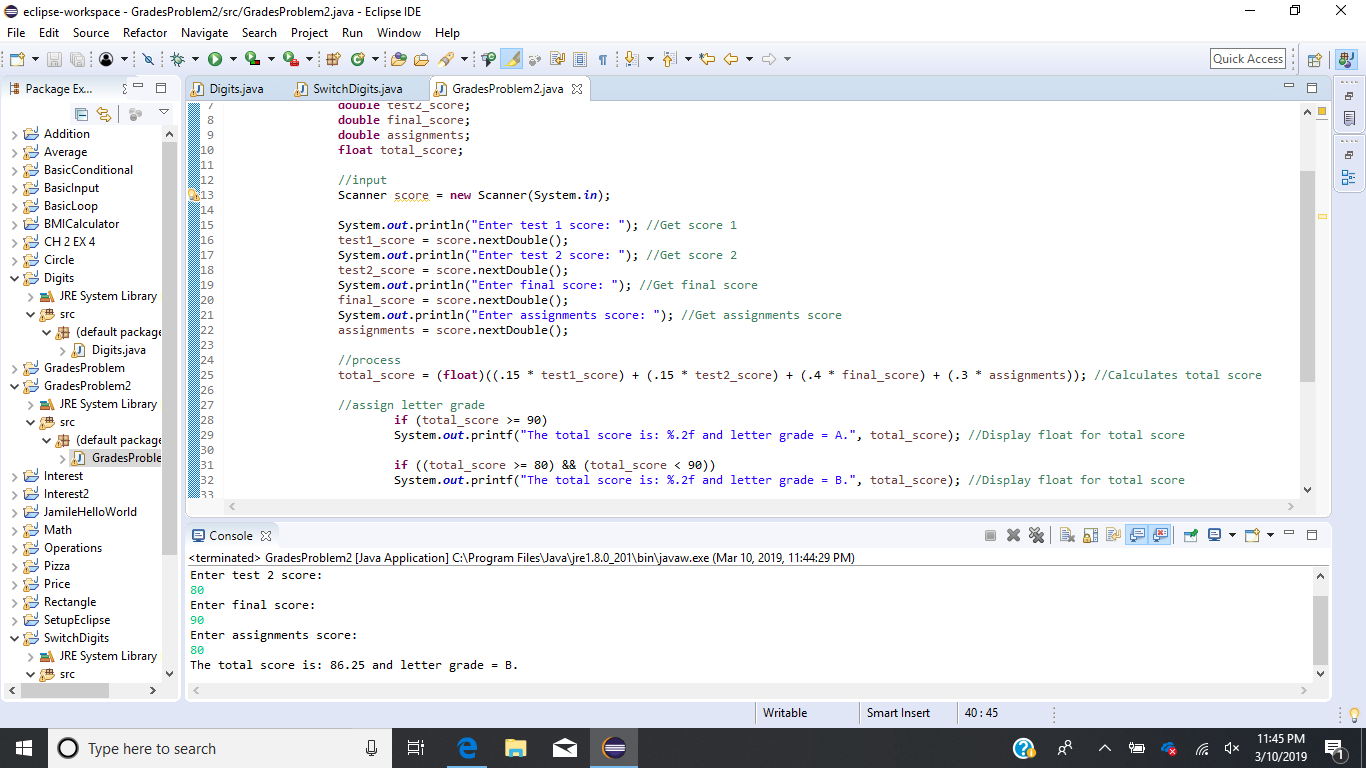 eclipse-workspace - GradesProblem2/src/GradesProblem2.java - Eclipse IDE
File Edit Source Refactor Navigate Search Project Run Window Help
Quick Access
Package Ex...
Digits.java SwitchDigits.java GradesProblem2.java
Addition
Average
BasicConditional
BasicInput
BasicLoop
BMICalculator
CH 2 EX 4
Circle
Digits
JRE System Library
src
(default package
Digits.java
GradesProblem
GradesProblem2
JRE System Library
src
(default package
GradesProble
Interest
Interest2
JamileHelloWorld
Math
Operations
Pizza
Price
Rectangle
SetupEclipse
SwitchDigits
JRE System Library
src
7 double test2_score;
8 double final_score;
9 double assignments;
10 float total_score;
11
12 //input
13 Scanner score = new Scanner(System.in);
14
15 System.out.println("Enter test 1 score: "); //Get score 1
16 test1_score = score.nextDouble();
17 System.out.println("Enter test 2 score: "); //Get score 2
18 test2_score = score.nextDouble();
19 System.out.println("Enter final score: "); //Get final score
20 final_score = score.nextDouble();
21 System.out.println("Enter assignments score: "); //Get assignments score
22 assignments = score.nextDouble();
23
24 //process
25 total_score = (float)((.15 * test1_score) + (.15 * test2_score) + (.4 * final_score) + (.3 * assignments)); //Calculates total score
26
27 //assign letter grade
28 if (total_score >= 90)
29 System.out.printf("The total score is: %.2f and letter grade = A.", total_score); //Display float for total score
30
31 if ((total_score >= 80) && (total_score < 90))
32 System.out.printf("The total score is: %.2f and letter grade = B.", total_score); //Display float for total score
33
Console
<terminated> GradesProblem2 [Java Application] C:\Program Files\Java\jre1.8.0_201\bin\javaw.exe (Mar 10, 2019, 11:44:29 PM)
Enter test 2 score:
80
Enter final score:
90
Enter assignments score:
80
The total score is: 86.25 and letter grade = B.
Writable Smart Insert 40 : 45
Type here to search
11:45 PM
3/10/2019
1